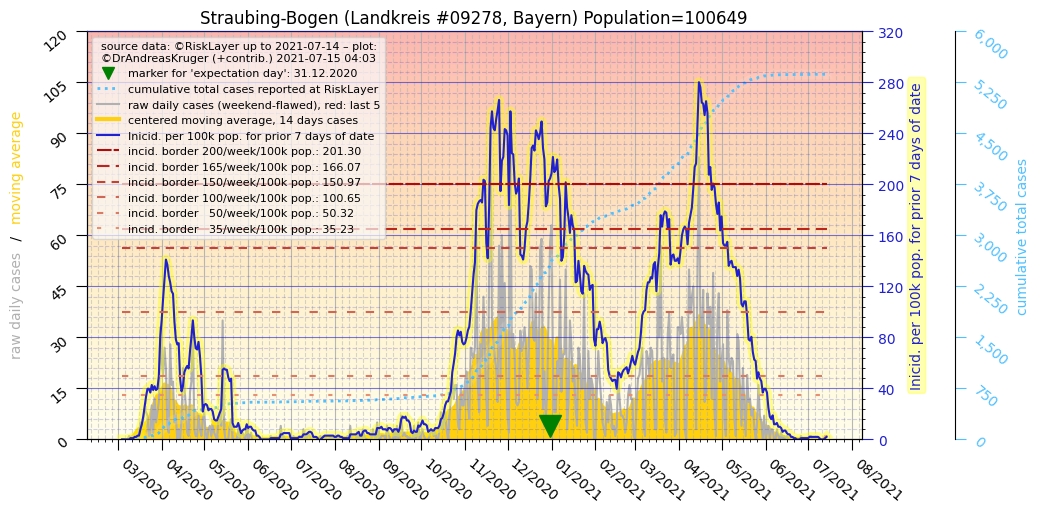 Straubing-Bogen (Landkreis #09278, Bayern) Population=100649
source data: ©RiskLayer up to 2021-07-14 – plot:
©DrAndreasKruger (+contrib.) 2021-07-15 04:03
marker for 'expectation day': 31.12.2020
cumulative total cases reported at RiskLayer
raw daily cases (weekend-flawed), red: last 5
centered moving average, 14 days cases
Inicid. per 100k pop. for prior 7 days of date
incid. border 200/week/100k pop.: 201.30
incid. border 165/week/100k pop.: 166.07
incid. border 150/week/100k pop.: 150.97
incid. border 100/week/100k pop.: 100.65
incid. border 50/week/100k pop.: 50.32
incid. border 35/week/100k pop.: 35.23
raw daily cases / moving average
120
105
90
75
60
45
30
15
0
320
280
240
200
160
120
80
40
0
Inicid. per 100k pop. for prior 7 days of date
6,000
5,250
4,500
3,750
3,000
2,250
1,500
750
0
cumulative total cases
03/2020
04/2020
05/2020
06/2020
07/2020
08/2020
09/2020
10/2020
11/2020
12/2020
01/2021
02/2021
03/2021
04/2021
05/2021
06/2021
07/2021
08/2021